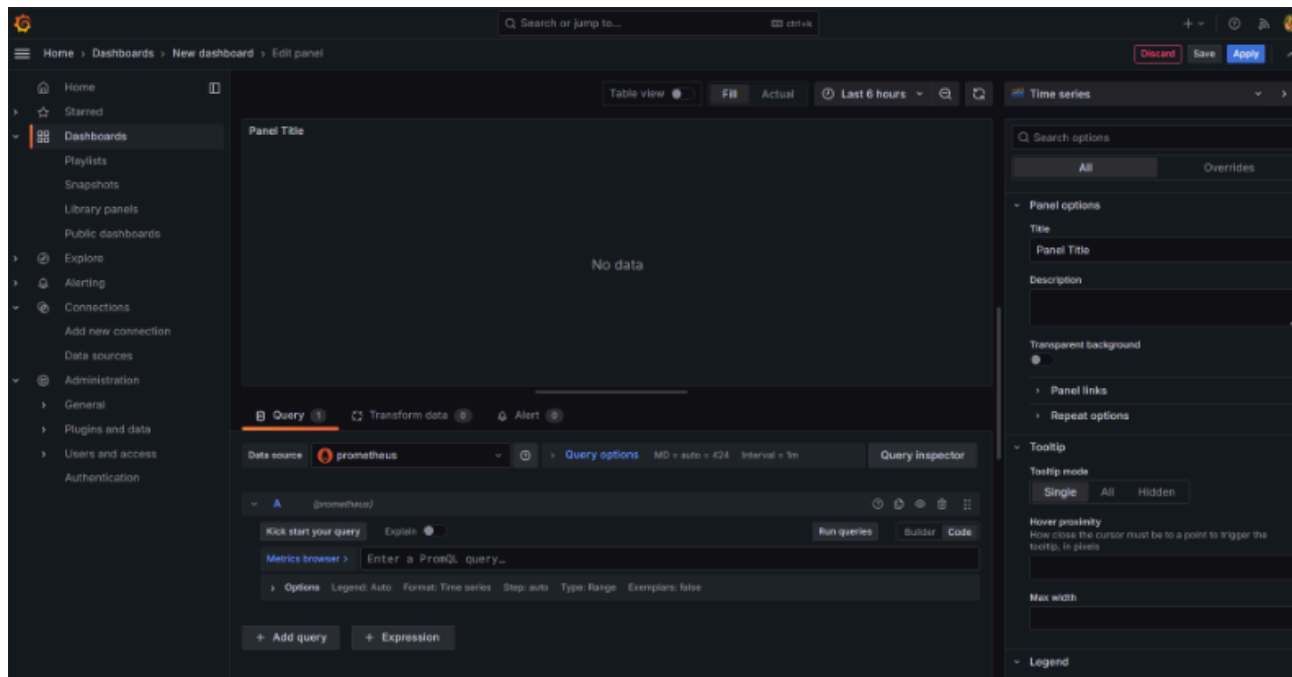 Search or jump to... ctrl+k
Home > Dashboards > New dashboard > Edit panel Discard Save Apply
Home
Starred
Dashboards
Playlists
Snapshots
Library panels
Public dashboards
Explore
Alerting
Connections
Add new connection
Data sources
Administration
General
Plugins and data
Users and access
Authentication
Table view Fill Actual Last 6 hours
Panel Title
No data
Query 1 Transform data 0 Alert 0
Data source prometheus > Query options MD = auto = 424 Interval = 1m Query inspector
A (prometheus)
Kick start your query Explain Run queries Builder Code
Metrics browser > Enter a PromQL query...
> Options Legend: Auto Format: Time series Step: auto Type: Range Exemplars: false
+ Add query + Expression
Time series
Search options
All Overrides
Panel options
Title
Panel Title
Description
Transparent background
> Panel links
> Repeat options
Tooltip
Tooltip mode
Single All Hidden
Hover proximity
How close the cursor must be to a point to trigger the
tooltip, in pixels
Max width
Legend